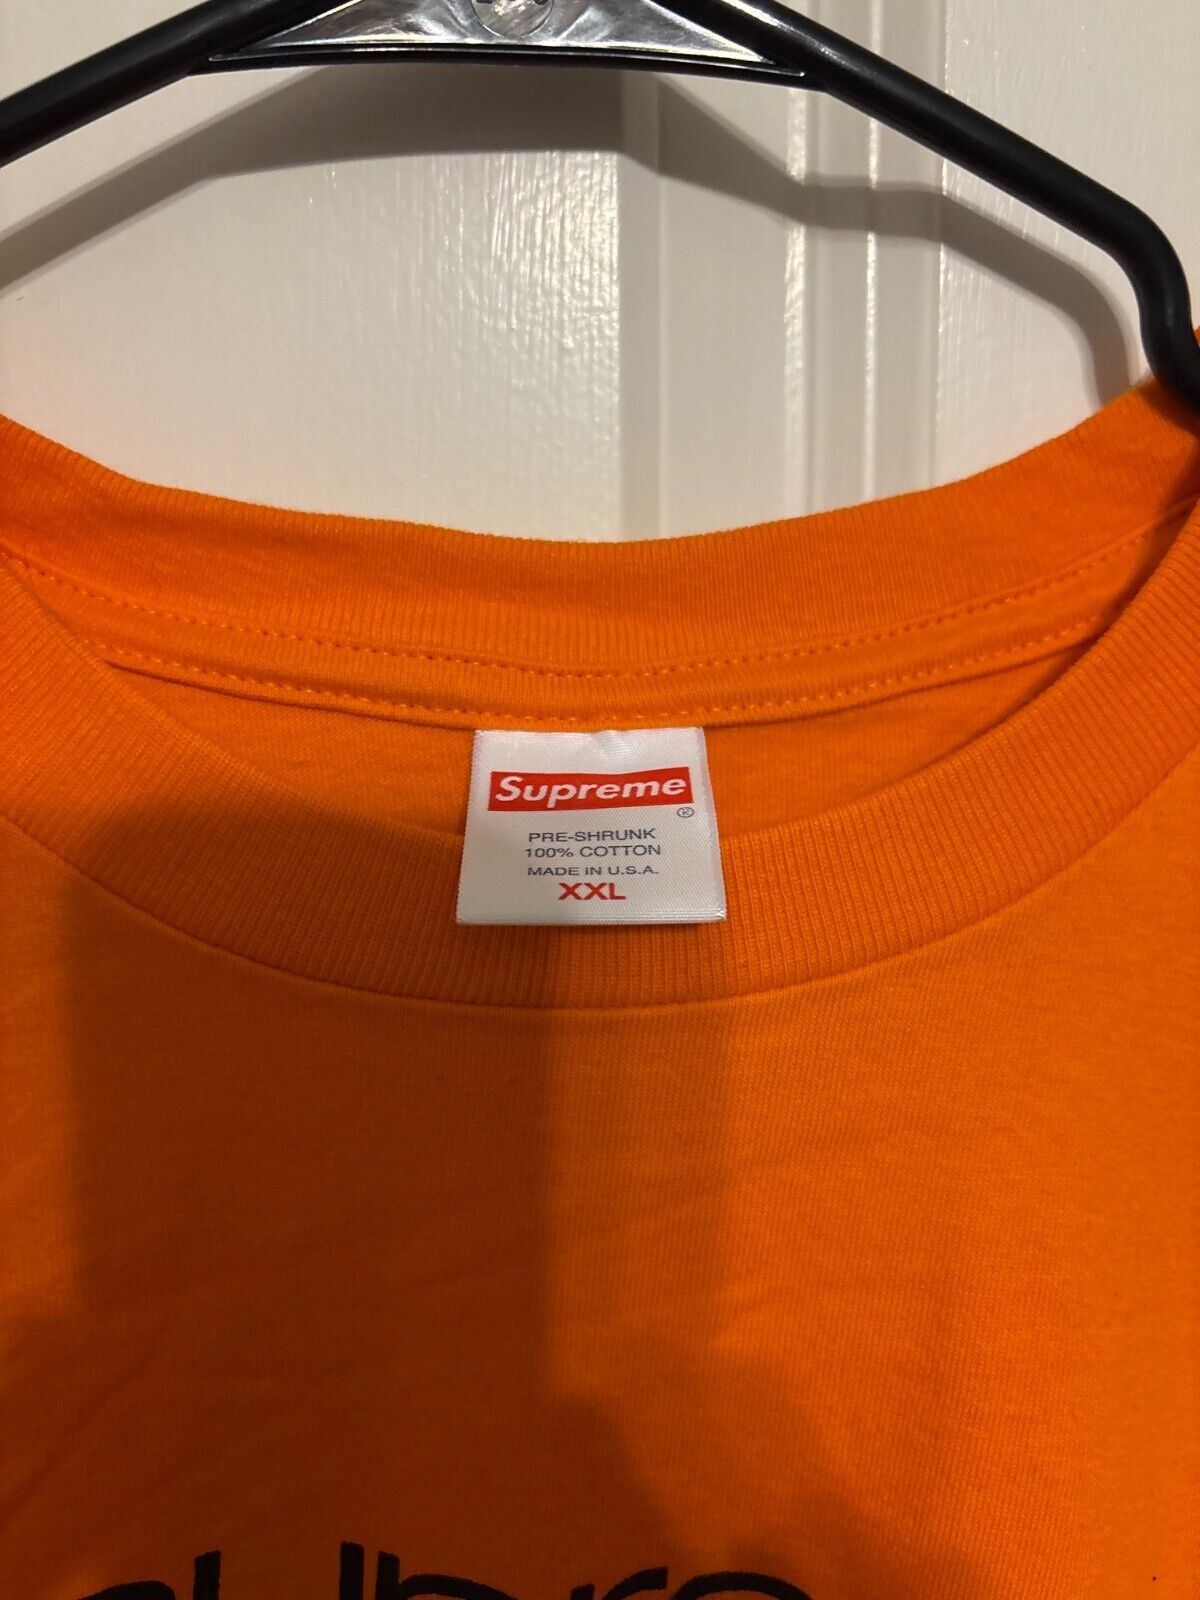 Supreme
®
PRE-SHRUNK
100% COTTON
MADE IN U.S.A.
XXL